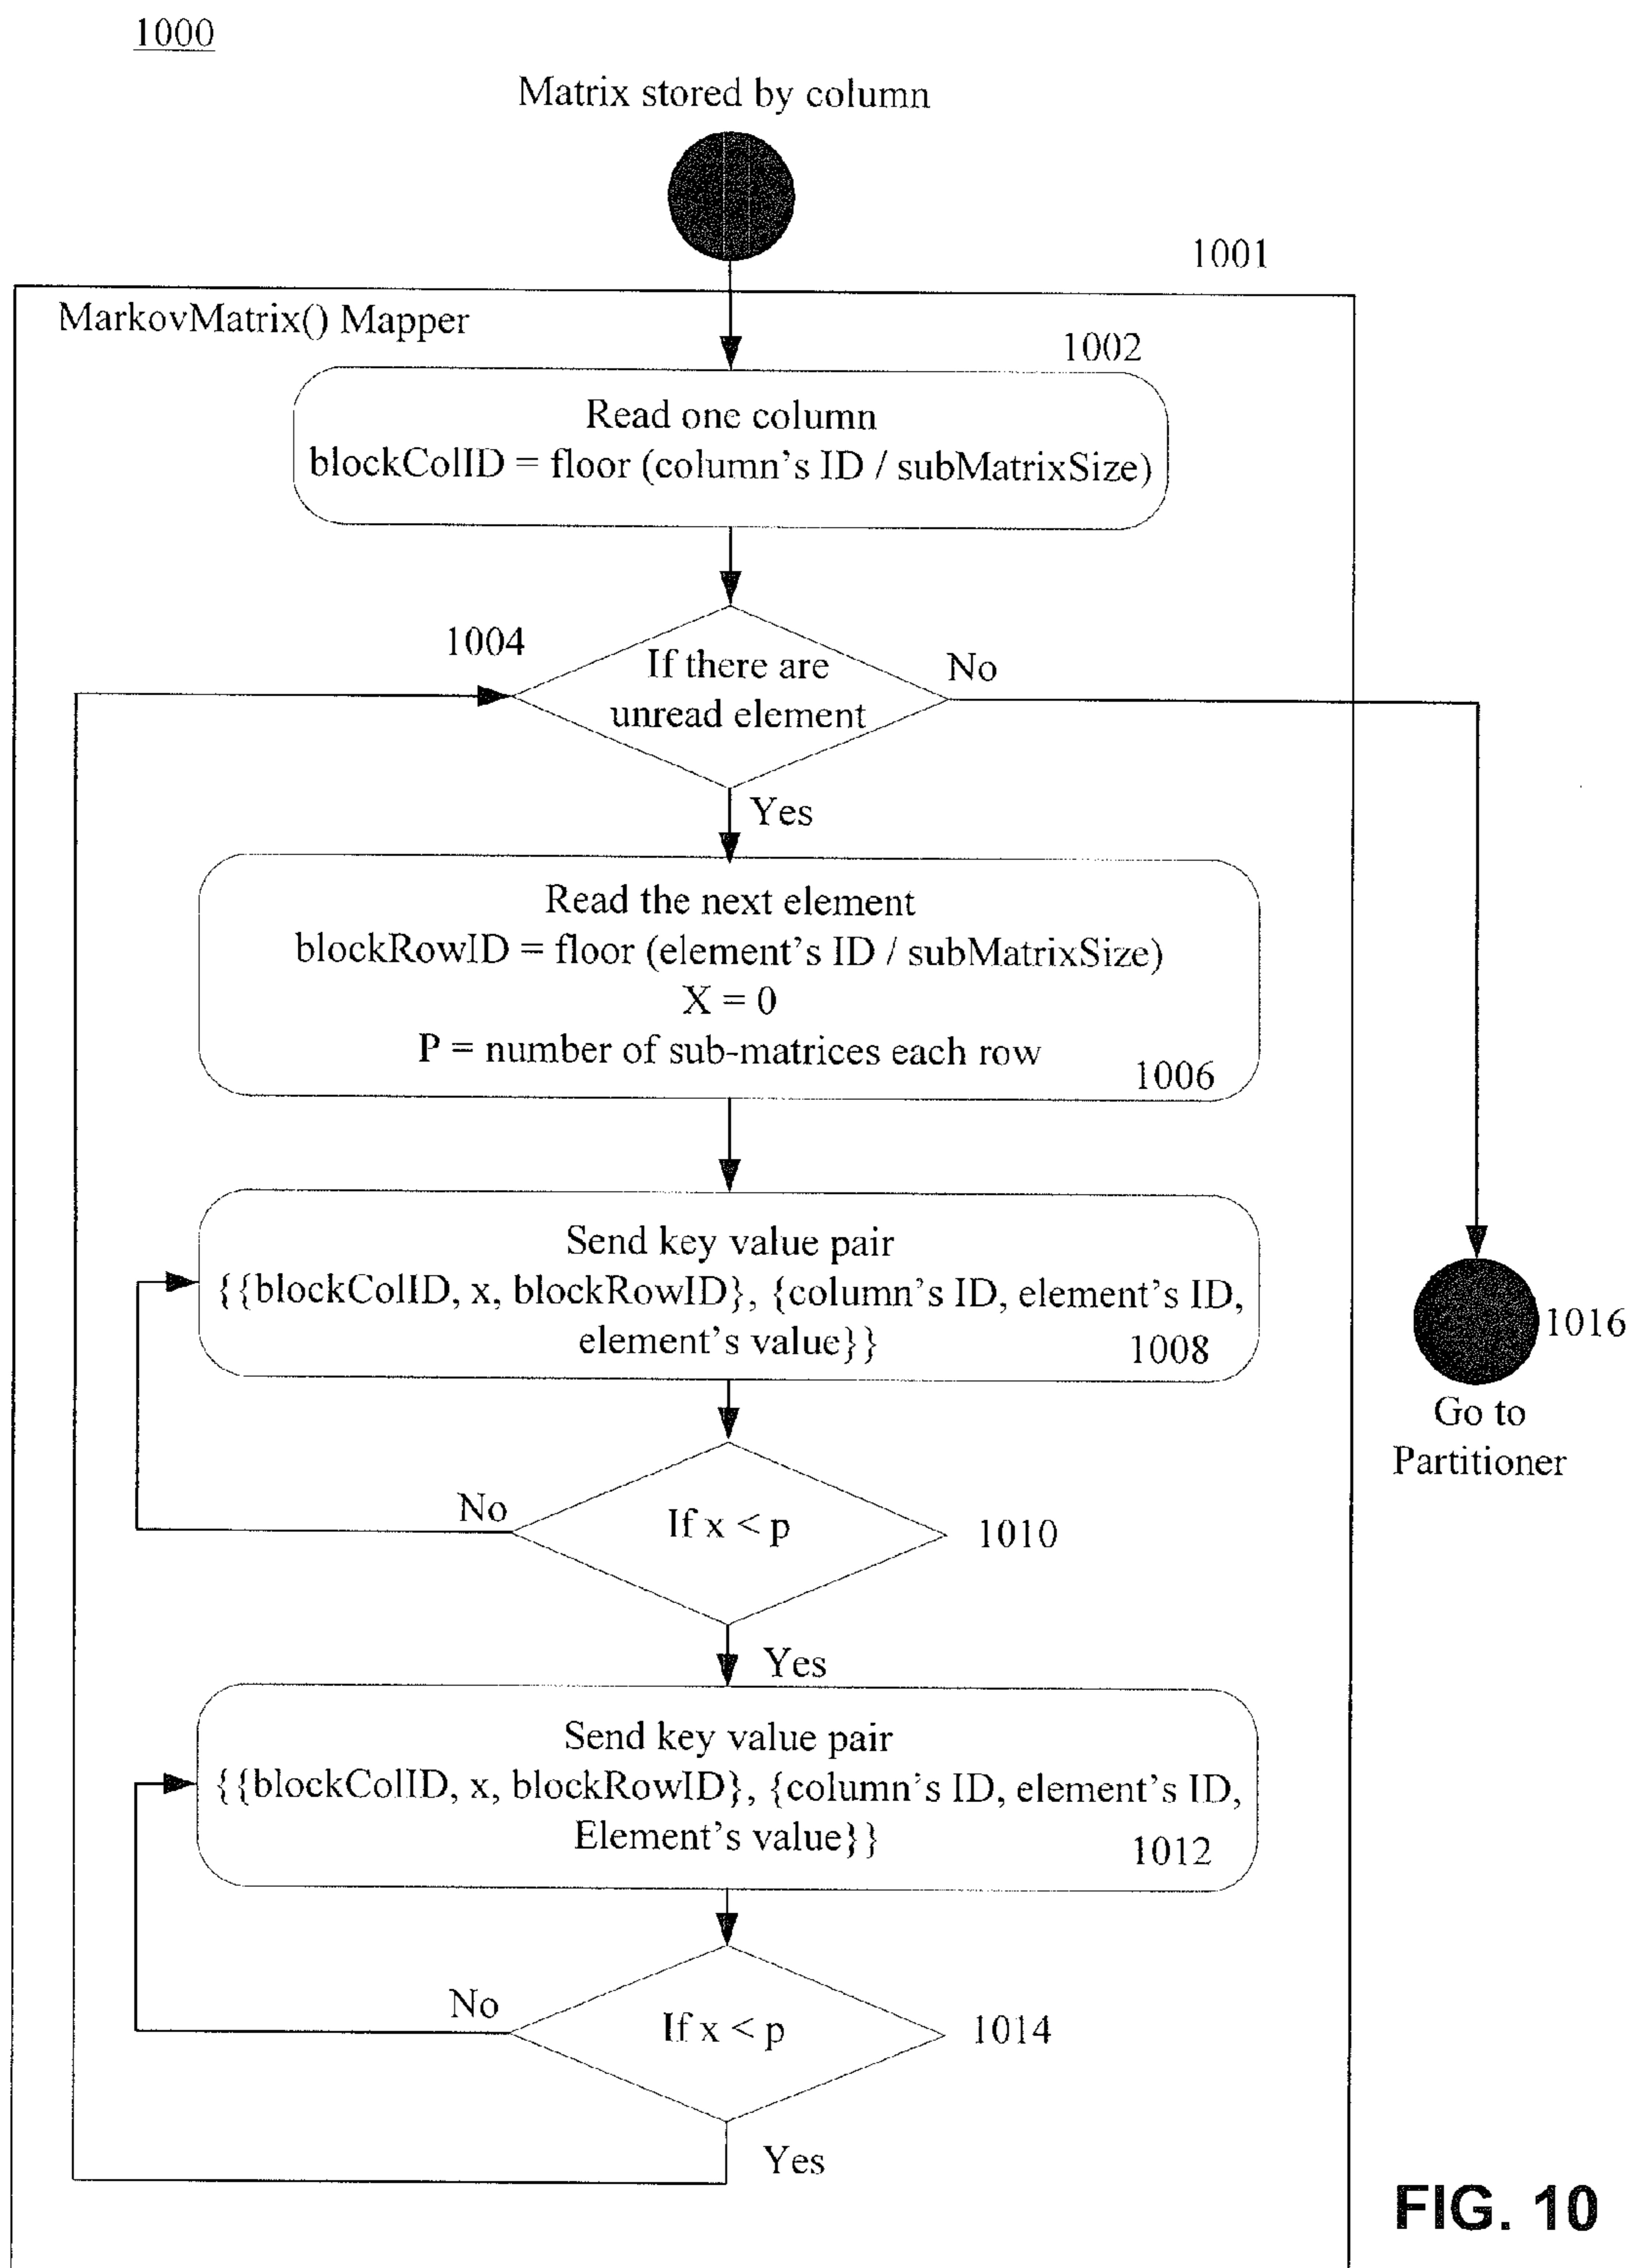 1000
Matrix stored by column
1001
MarkovMatrix() Mapper
1002
Read one column
blockColID = floor (column's ID / subMatrixSize)
1004
If there are
unread element
No
Yes
Read the next element
blockRowID = floor (element's ID / subMatrixSize)
X = 0
P = number of sub-matrices each row
1006
Send key value pair
{{blockColID, x, blockRowID}, {column's ID, element's ID,
element's value}}
1008
1016
Go to
Partitioner
No
If x < p
1010
Yes
Send key value pair
{{blockColID, x, blockRowID}, {column's ID, element's ID,
Element's value}}
1012
No
If x < p
1014
Yes
FIG. 10